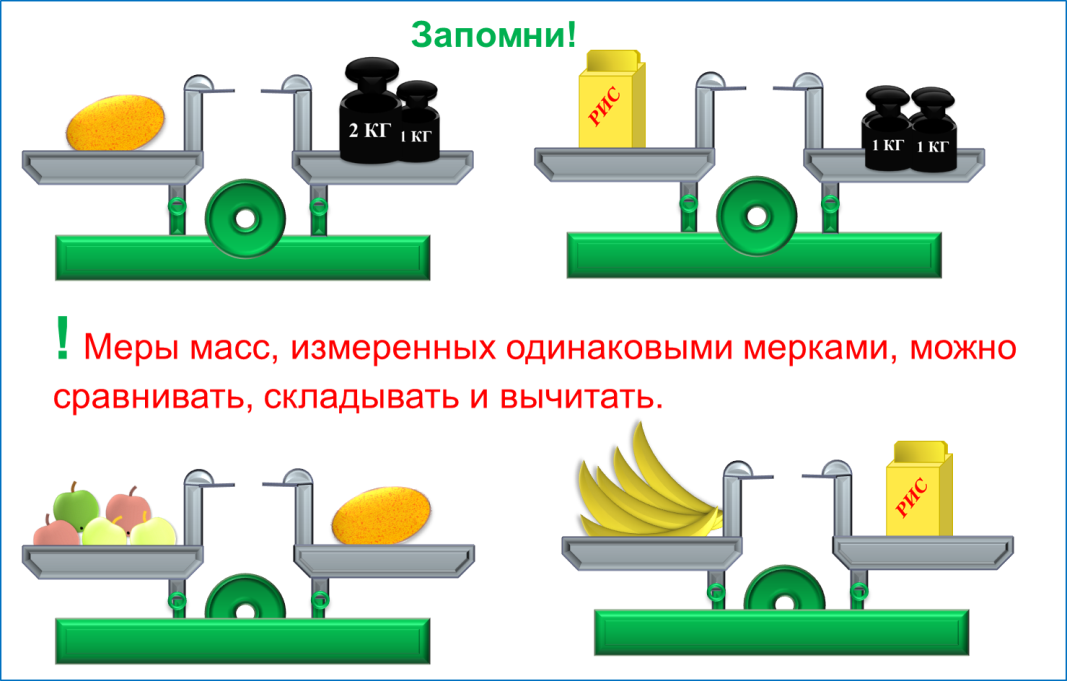 Запомни!
2 КГ
1 КГ
РИС
1 КГ
1 КГ
! Меры масс, измеренных одинаковыми мерками, можно
сравнивать, складывать и вычитать.
РИС